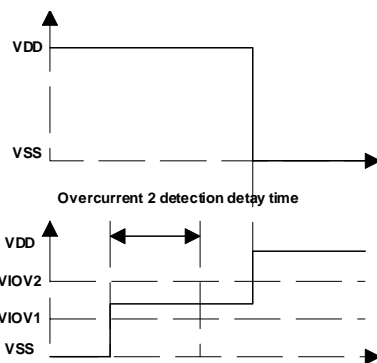 VDD
VSS
Overcurrent 2 detection detay time
VDD
VIOV2
VIOV1
VSS